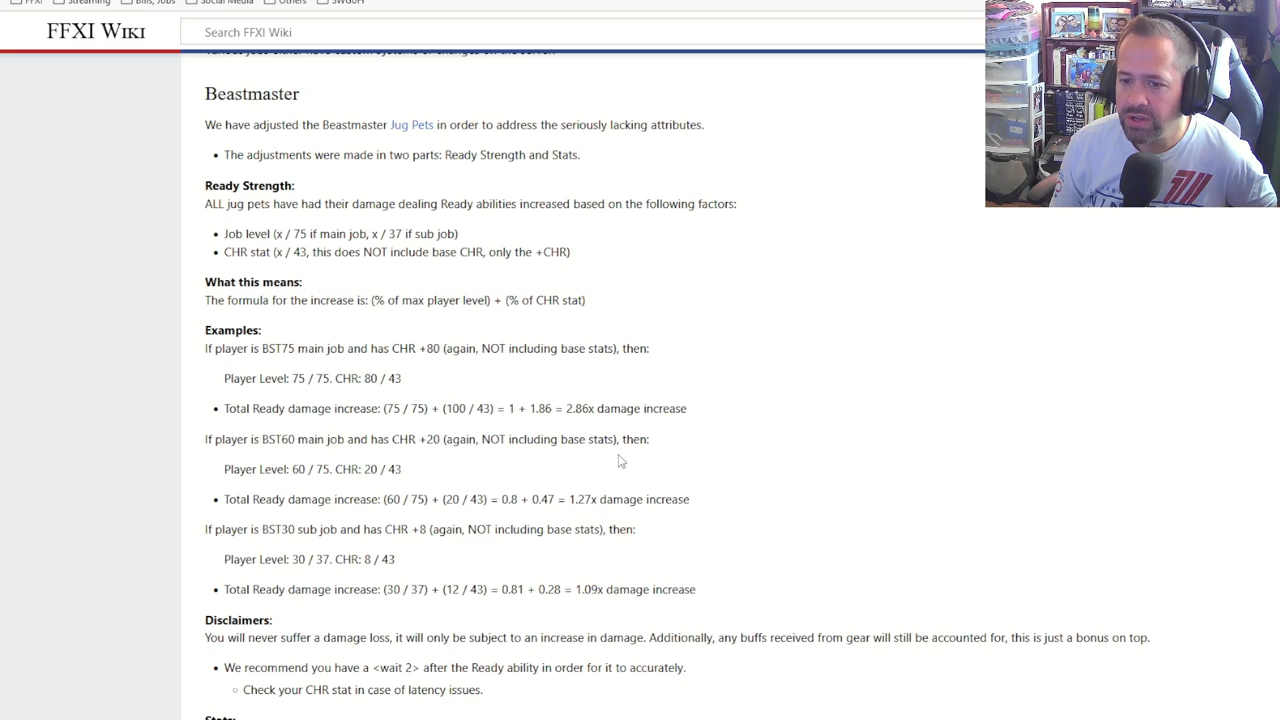 FFXI
Streaming
Bills, Jobs
Social Media
Others
SWGOH
FFXI WIKI
Search FFXI Wiki
Beastmaster
We have adjusted the Beastmaster Jug Pets in order to address the seriously lacking attributes.
• The adjustments were made in two parts: Ready Strength and Stats.
Ready Strength:
ALL jug pets have had their damage dealing Ready abilities increased based on the following factors:
• Job level (x / 75 if main job, x / 37 if sub job)
• CHR stat (x / 43, this does NOT include base CHR, only the +CHR)
What this means:
The formula for the increase is: (% of max player level) + (% of CHR stat)
Examples:
If player is BST75 main job and has CHR +80 (again, NOT including base stats), then:
Player Level: 75 / 75. CHR: 80 / 43
• Total Ready damage increase: (75 / 75) + (100 / 43) = 1 + 1.86 = 2.86x damage increase
If player is BST60 main job and has CHR +20 (again, NOT including base stats), then:
Player Level: 60 / 75. CHR: 20 / 43
• Total Ready damage increase: (60 / 75) + (20 / 43) = 0.8 + 0.47 = 1.27x damage increase
If player is BST30 sub job and has CHR +8 (again, NOT including base stats), then:
Player Level: 30 / 37. CHR: 8 / 43
• Total Ready damage increase: (30 / 37) + (12 / 43) = 0.81 + 0.28 = 1.09x damage increase
Disclaimers:
You will never suffer a damage loss, it will only be subject to an increase in damage. Additionally, any buffs received from gear will still be accounted for, this is just a bonus on top.
• We recommend you have a <wait 2> after the Ready ability in order for it to accurately.
○ Check your CHR stat in case of latency issues.
Stats: